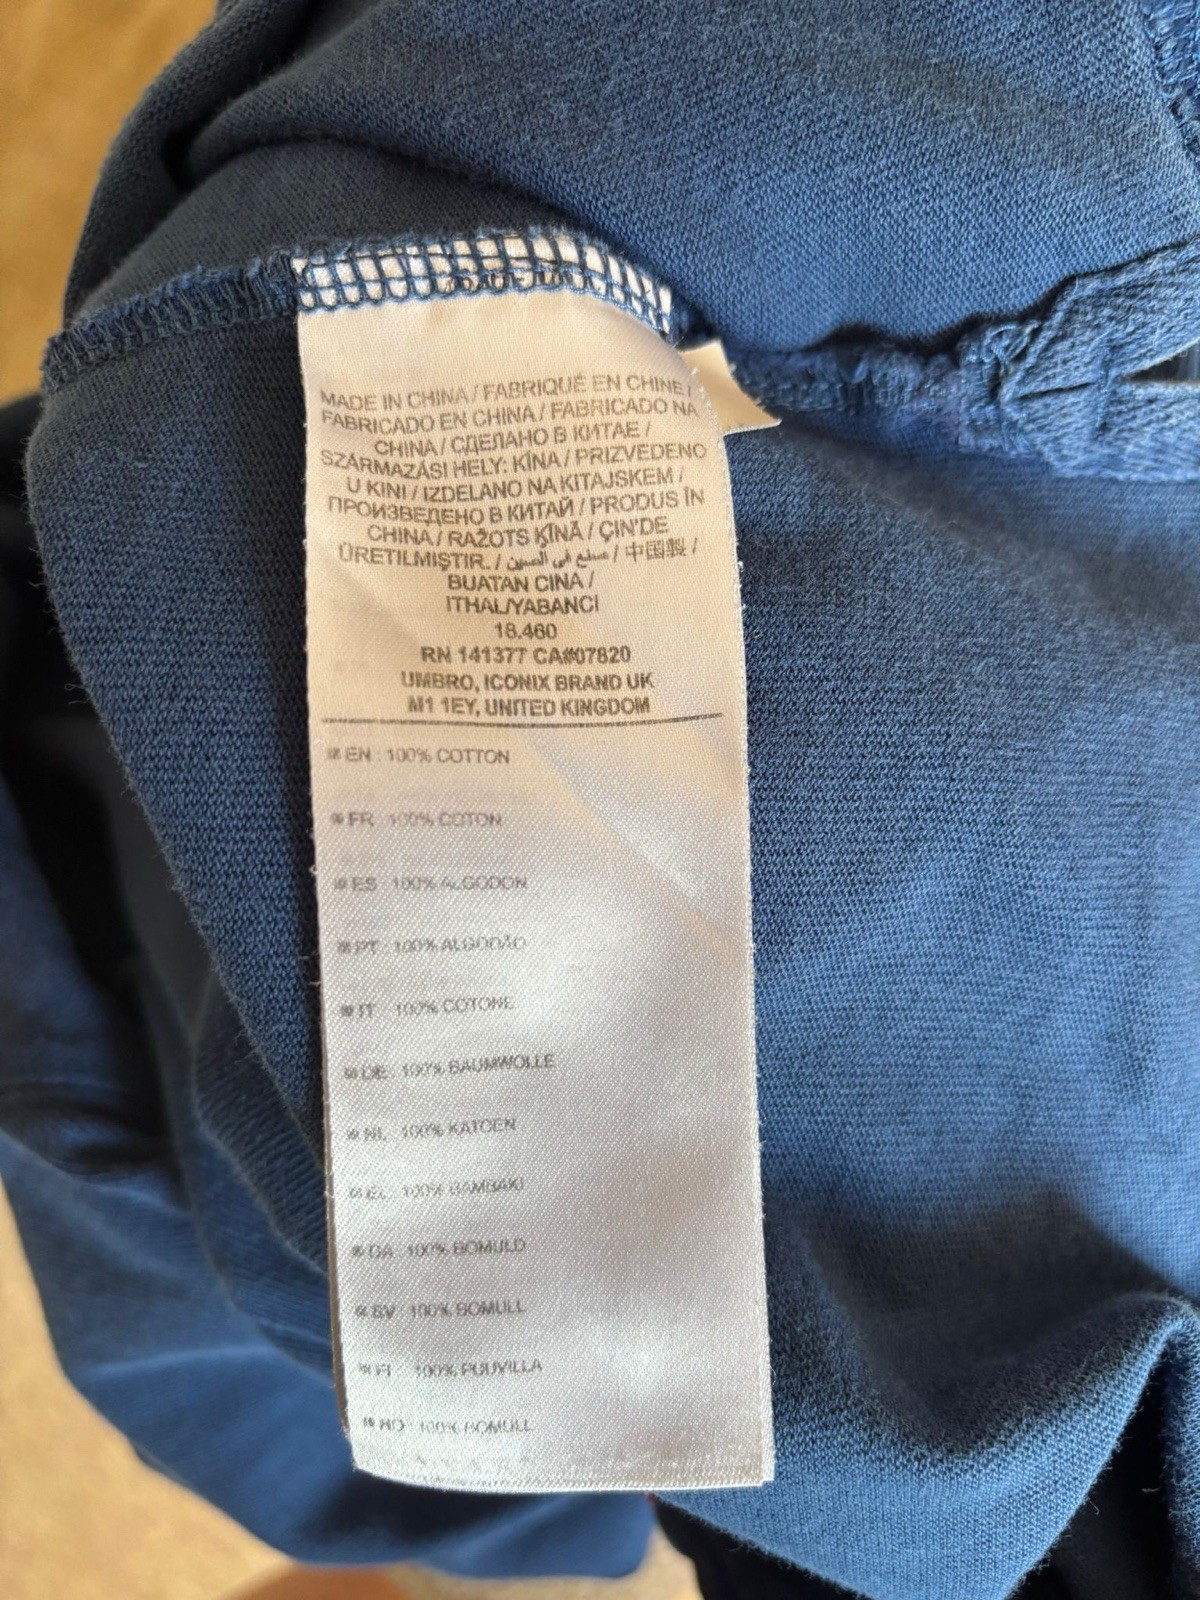 MADE IN CHINA / FABRIQUÉ EN CHINE /
FABRICADO EN CHINA / FABRICADO NA
CHINA / СДЕЛАНО В КИТАЕ /
SZÁRMAZÁSI HELY: KÍNA / PRIZVEDENO
U KINI / IZDELANO NA KITAJSKEM /
ПРОИЗВЕДЕНО В КИТАЙ / PRODUS ÎN
CHINA / RAŽOTS ĶĪNĀ / ÇIN'DE
ÜRETILMIŞTIR. / صنع في الصين / 中国製 /
BUATAN CINA /
ITHAL/YABANCI
18.460
RN 141377 CA#07820
UMBRO, ICONIX BRAND UK
M1 1EY, UNITED KINGDOM
EN : 100% COTTON
FR 100% COTON
ES 100% ALGODON
PT 100% ALGODÃO
IT 100% COTONE
DE 100% BAUMWOLLE
NL 100% KATOEN
EL 100% BAMBAKI
DA 100% BOMULD
SV 100% BOMULL
FI 100% PUUVILLA
NO 100% BOMULL